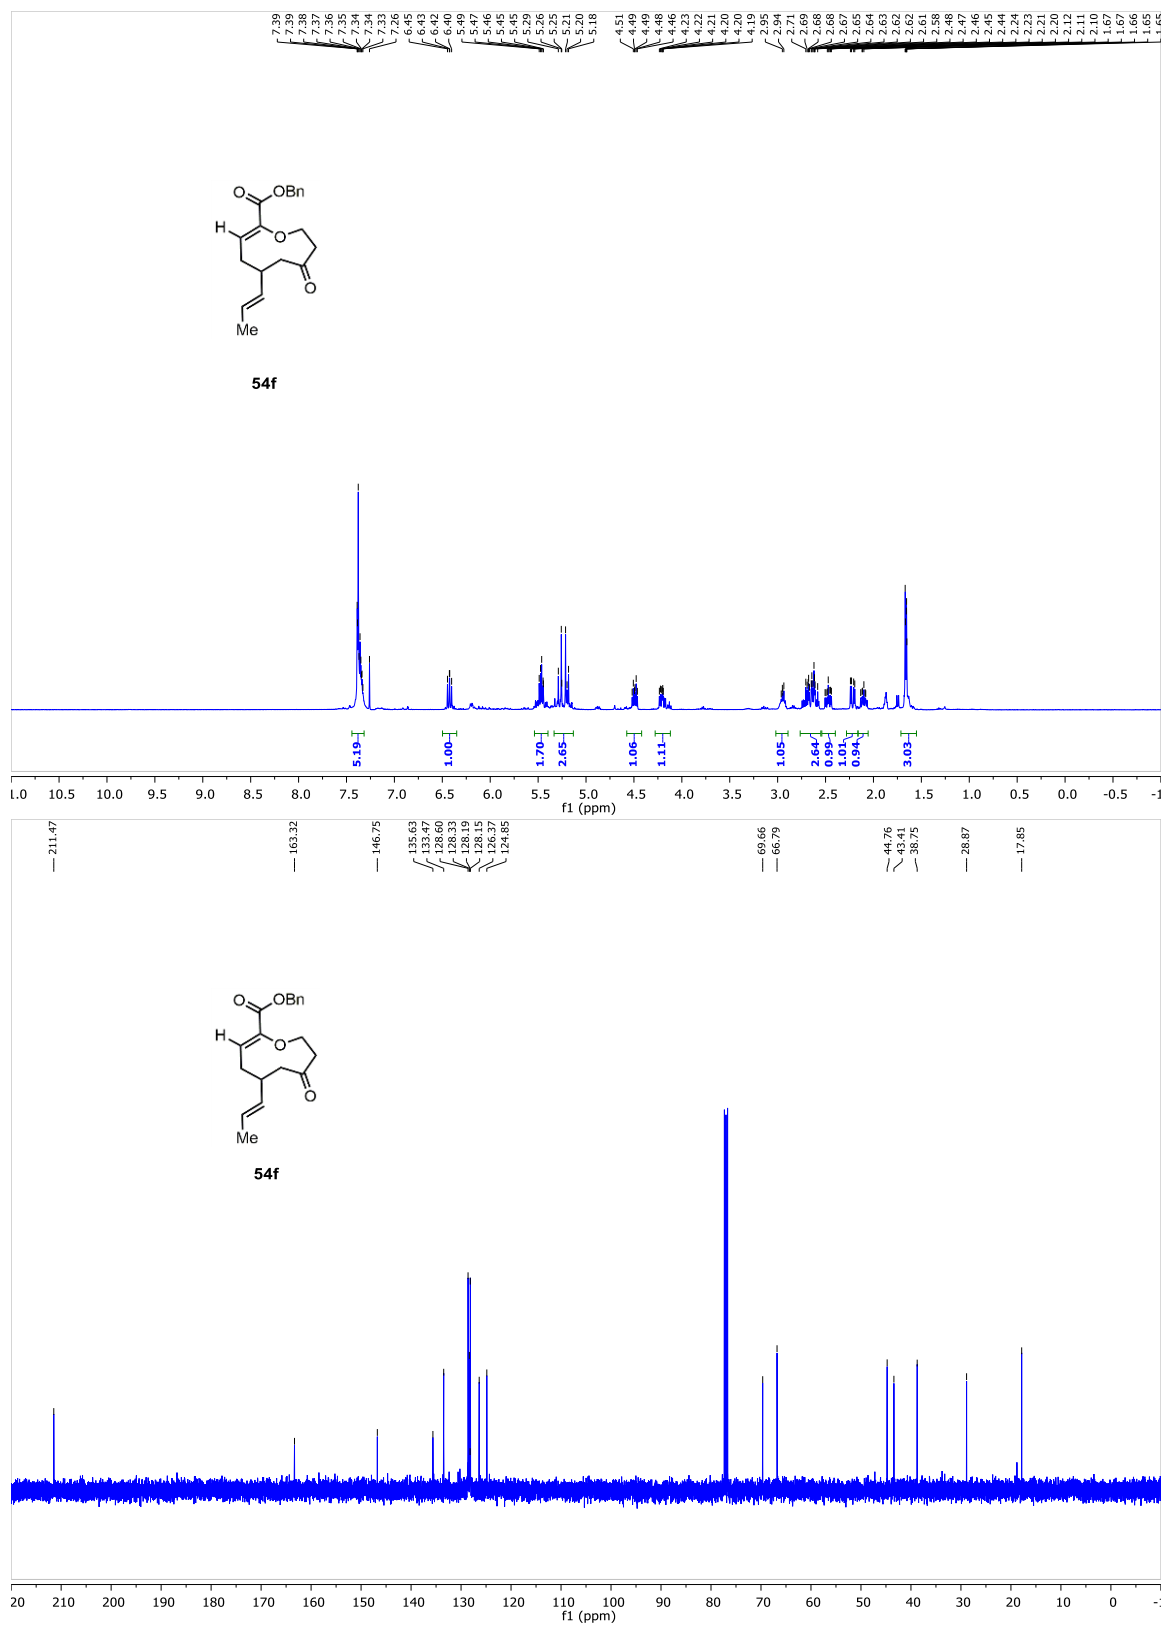 7.39 7.39 7.38 7.37 7.36 7.35 7.34 7.34 7.33 7.26 6.45 6.43 6.42 6.40 5.49 5.47 5.46 5.45 5.45 5.29 5.26 5.25 5.21 5.20 5.18 4.51 4.49 4.49 4.48 4.46 4.23 4.22 4.21 4.20 4.20 4.19 2.95 2.94 2.71 2.69 2.68 2.68 2.67 2.65 2.64 2.63 2.62 2.62 2.61 2.58 2.48 2.47 2.46 2.45 2.44 2.24 2.23 2.21 2.20 2.12 2.11 2.10 1.67 1.67 1.66 1.65 1.65
O OBn
H O
O
Me
54f
5.19 1.00 1.70 2.65 1.06 1.11 1.05 2.64 0.99 1.01 0.94 3.03
1.0 10.5 10.0 9.5 9.0 8.5 8.0 7.5 7.0 6.5 6.0 5.5 5.0 4.5 4.0 3.5 3.0 2.5 2.0 1.5 1.0 0.5 0.0 -0.5 -1
f1 (ppm)
211.47 163.32 146.75 135.63 133.47 128.60 128.33 128.19 128.15 126.37 124.85 69.66 66.79 44.76 43.41 38.75 28.87 17.85
O OBn
H O
O
Me
54f
20 210 200 190 180 170 160 150 140 130 120 110 100 90 80 70 60 50 40 30 20 10 0 -1
f1 (ppm)